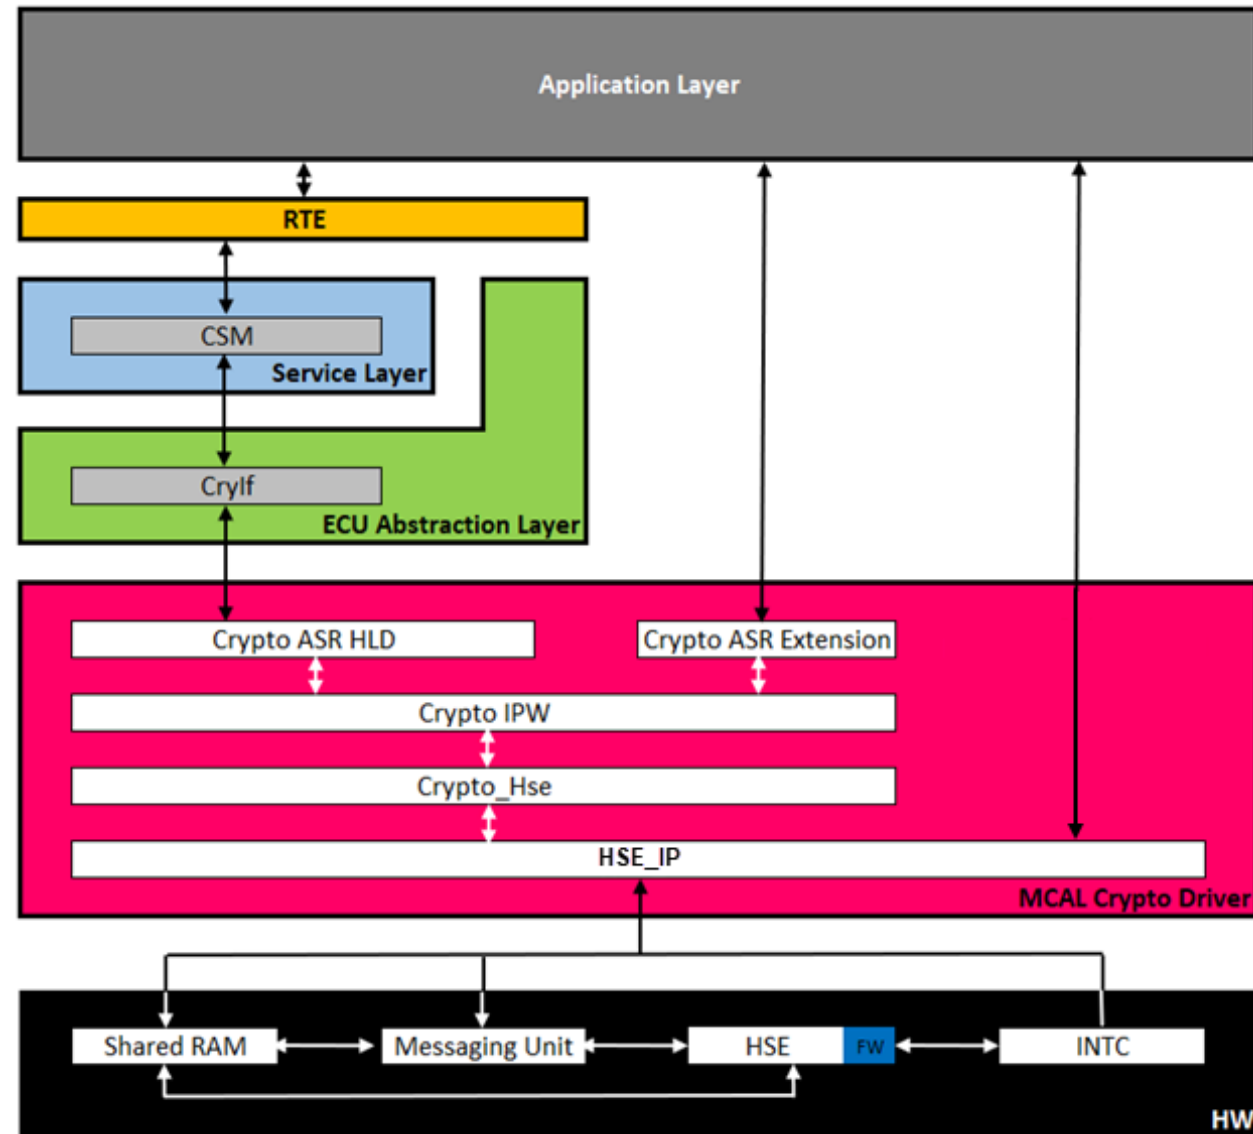 Application Layer
RTE
CSM
Service Layer
CryIf
ECU Abstraction Layer
Crypto ASR HLD
Crypto ASR Extension
Crypto IPW
Crypto_Hse
HSE_IP
MCAL Crypto Driver
Shared RAM
Messaging Unit
HSE
FW
INTC
HW